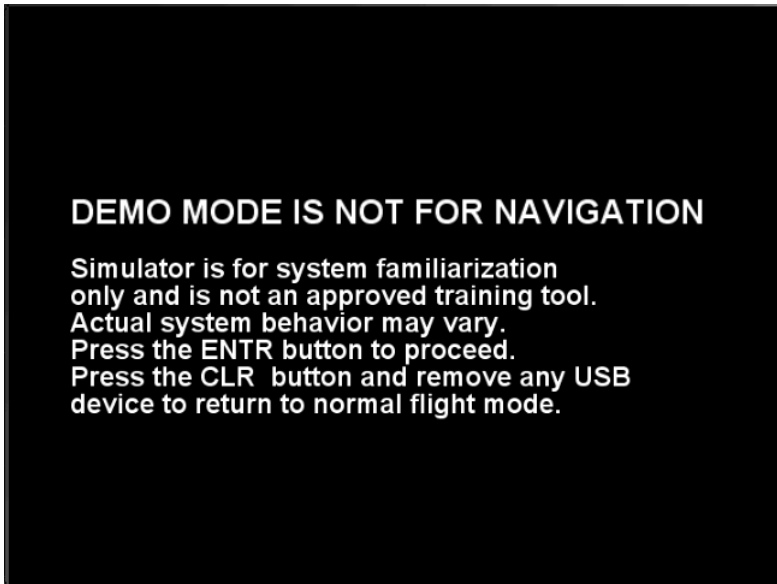 DEMO MODE IS NOT FOR NAVIGATION
Simulator is for system familiarization
only and is not an approved training tool.
Actual system behavior may vary.
Press the ENTR button to proceed.
Press the CLR  button and remove any USB
device to return to normal flight mode.